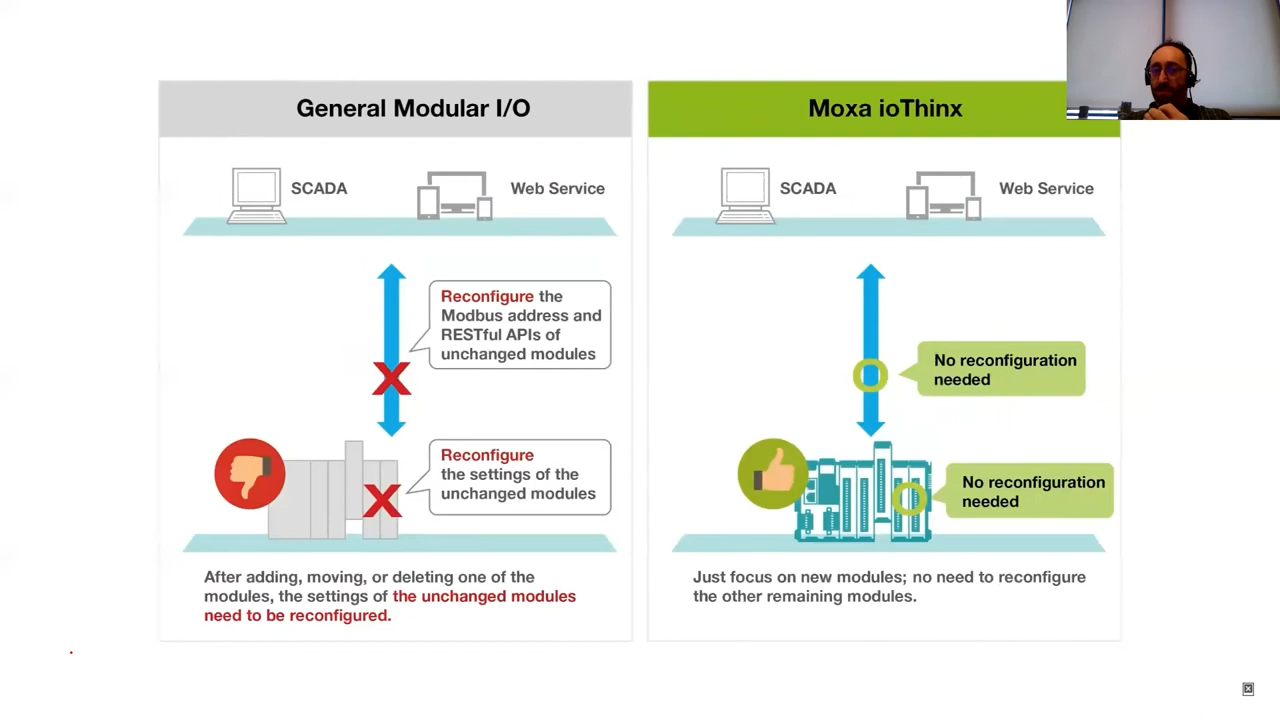 General Modular I/O
SCADA
Web Service
Reconfigure the
Modbus address and
RESTful APIs of
unchanged modules
Reconfigure
the settings of the
unchanged modules
After adding, moving, or deleting one of the
modules, the settings of the unchanged modules
need to be reconfigured.
Moxa ioThinx
SCADA
Web Service
No reconfiguration
needed
No reconfiguration
needed
Just focus on new modules; no need to reconfigure
the other remaining modules.